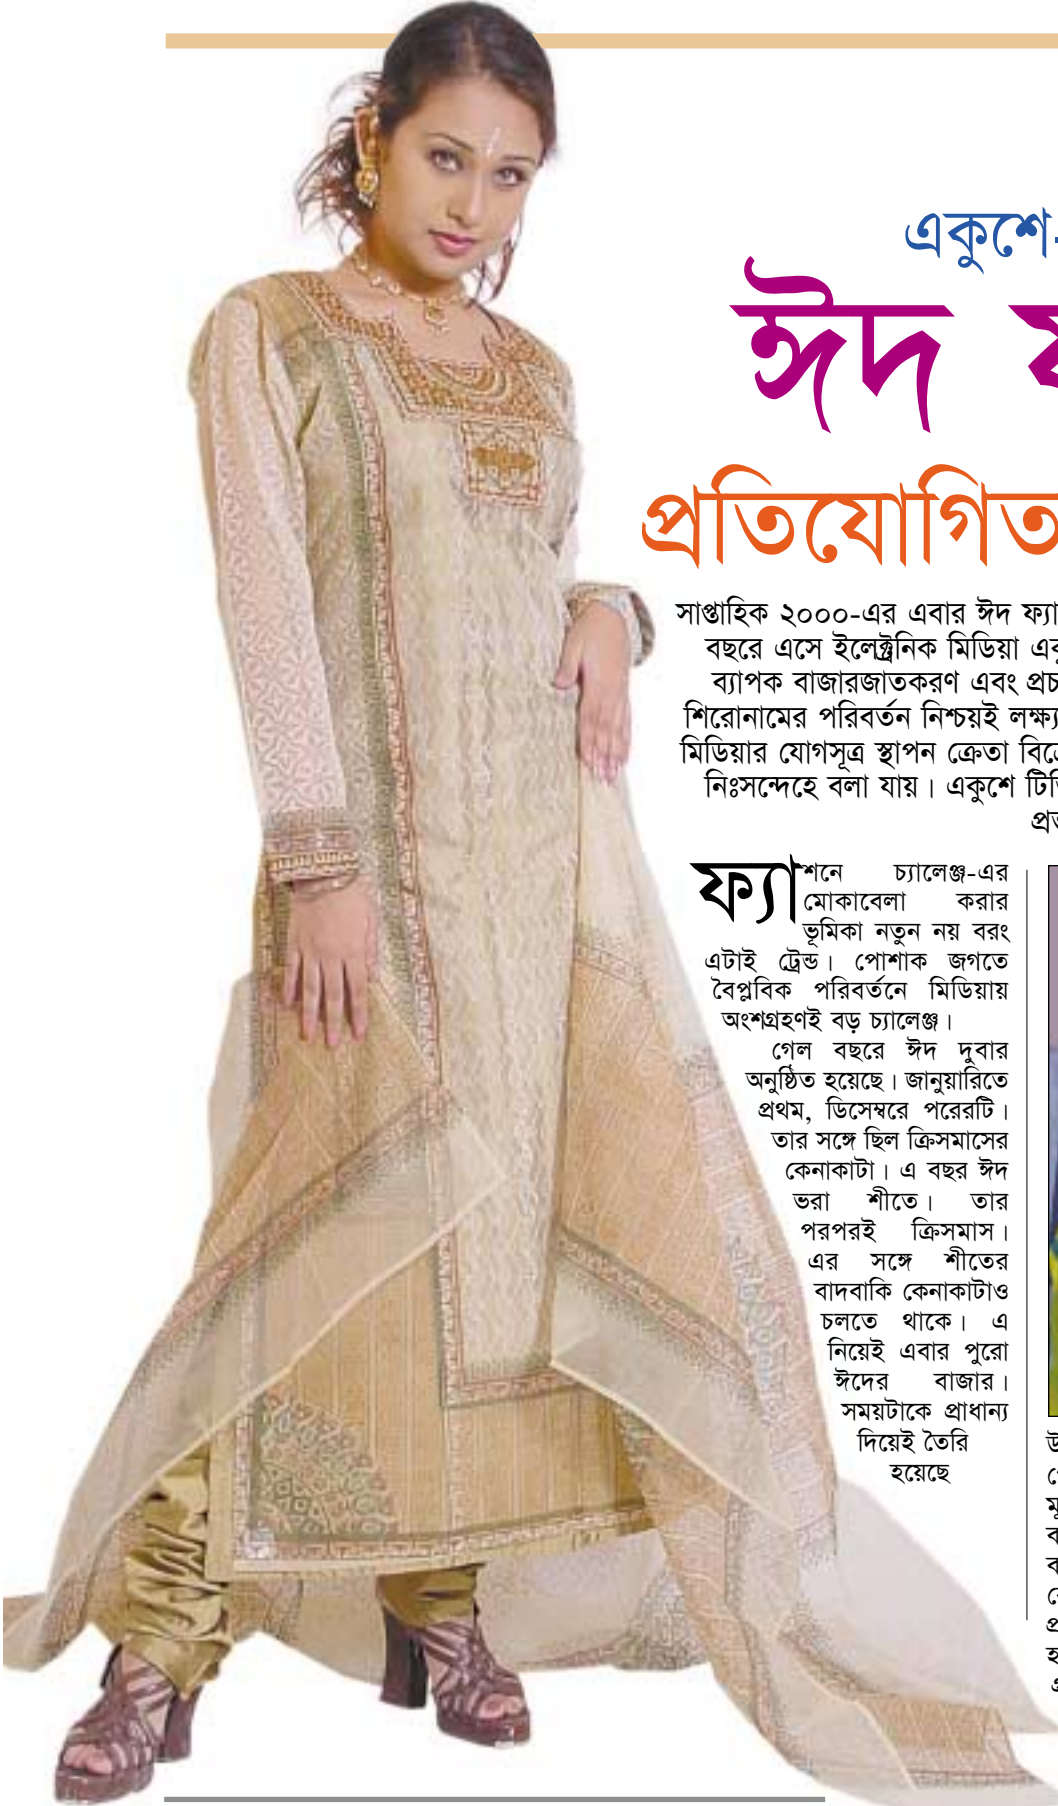 একুশে-
ঈদ
প্রতিযোগিত
সাপ্তাহিক ২০০০-এর এবার ঈদ ফ্যা
বছরে এসে ইলেক্ট্রনিক মিডিয়া
ব্যাপক বাজারজাতকরণ এবং প্রচ
শিরোনামের পরিবর্তন নিশ্চয়ই লক্ষ্য
মিডিয়ার যোগসূত্র স্থাপন ক্রেতা
নিঃসন্দেহে বলা যায়। একুশে টিভি
প্রত
ফ্যাশনে চ্যালেঞ্জ-এর
মোকাবেলা করার
ভূমিকা নতুন নয় বরং
এটাই ট্রেন্ড। পোশাক জগতে
বৈপ্লবিক পরিবর্তনে মিডিয়ায়
অংশগ্রহণই বড় চ্যালেঞ্জ।
গেল বছরে ঈদ দুবার
অনুষ্ঠিত হয়েছে। জানুয়ারিতে
প্রথম, ডিসেম্বরে পরেরটি।
তার সঙ্গে ছিল ক্রিসমাসের
কেনাকাটা। এ বছর ঈদ
ভরা শীতে। তার
পরপরই ক্রিসমাস।
এর সঙ্গে শীতের
বাদবাকি কেনাকাটাও
চলতে থাকে। এ
নিয়েই এবার পুরো
ঈদের বাজার।
সময়টাকে প্রাধান্য
দিয়েই তৈরি
হয়েছে